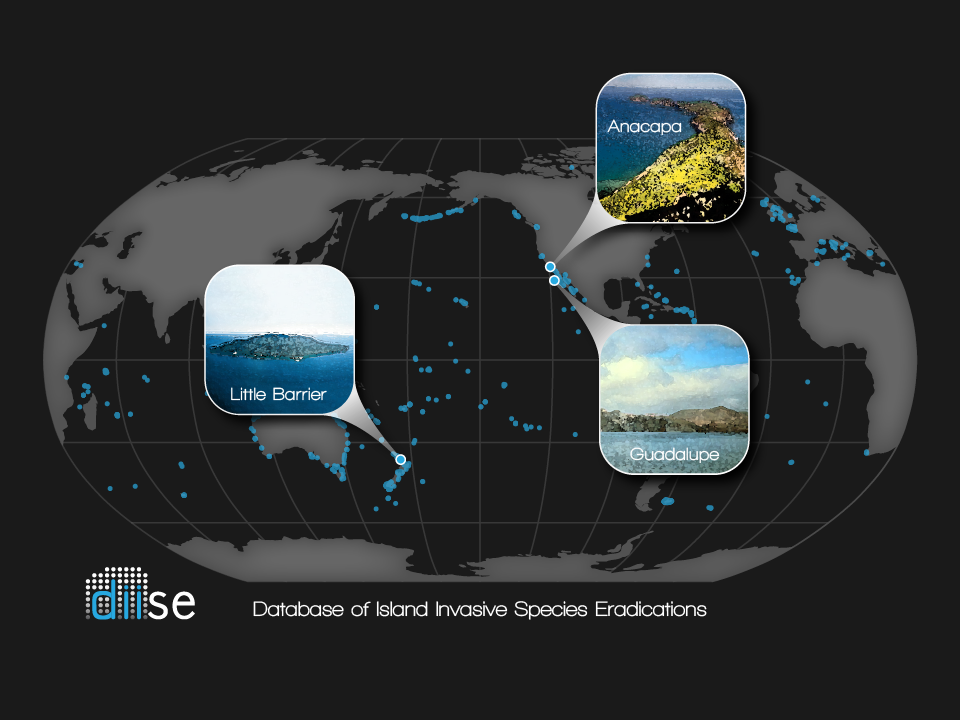 Anacapa
Little Barrier
Guadalupe
diise
Database of Island Invasive Species Eradications